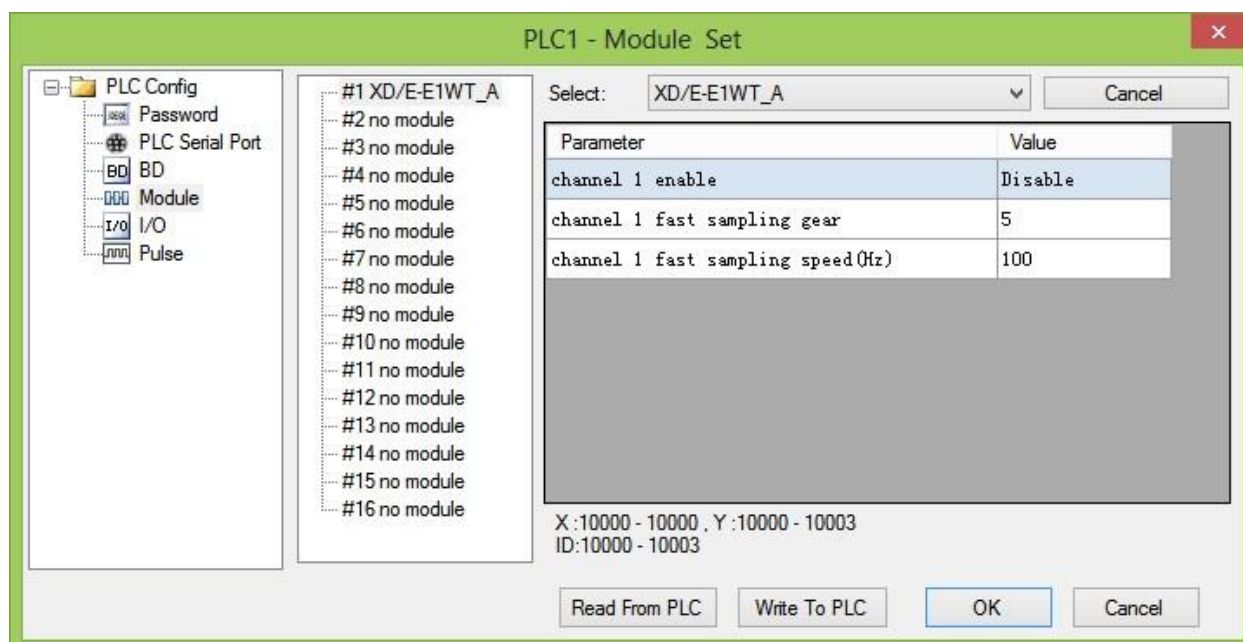 PLC1 - Module Set
PLC Config
Password
PLC Serial Port
BD BD
Module
I/O I/O
Pulse
#1 XD/E-E1WT_A
#2 no module
#3 no module
#4 no module
#5 no module
#6 no module
#7 no module
#8 no module
#9 no module
#10 no module
#11 no module
#12 no module
#13 no module
#14 no module
#15 no module
#16 no module
Select: XD/E-E1WT_A Cancel
Parameter Value
channel 1 enable Disable
channel 1 fast sampling gear 5
channel 1 fast sampling speed(Hz) 100
X :10000 - 10000 , Y :10000 - 10003
ID:10000 - 10003
Read From PLC Write To PLC OK Cancel